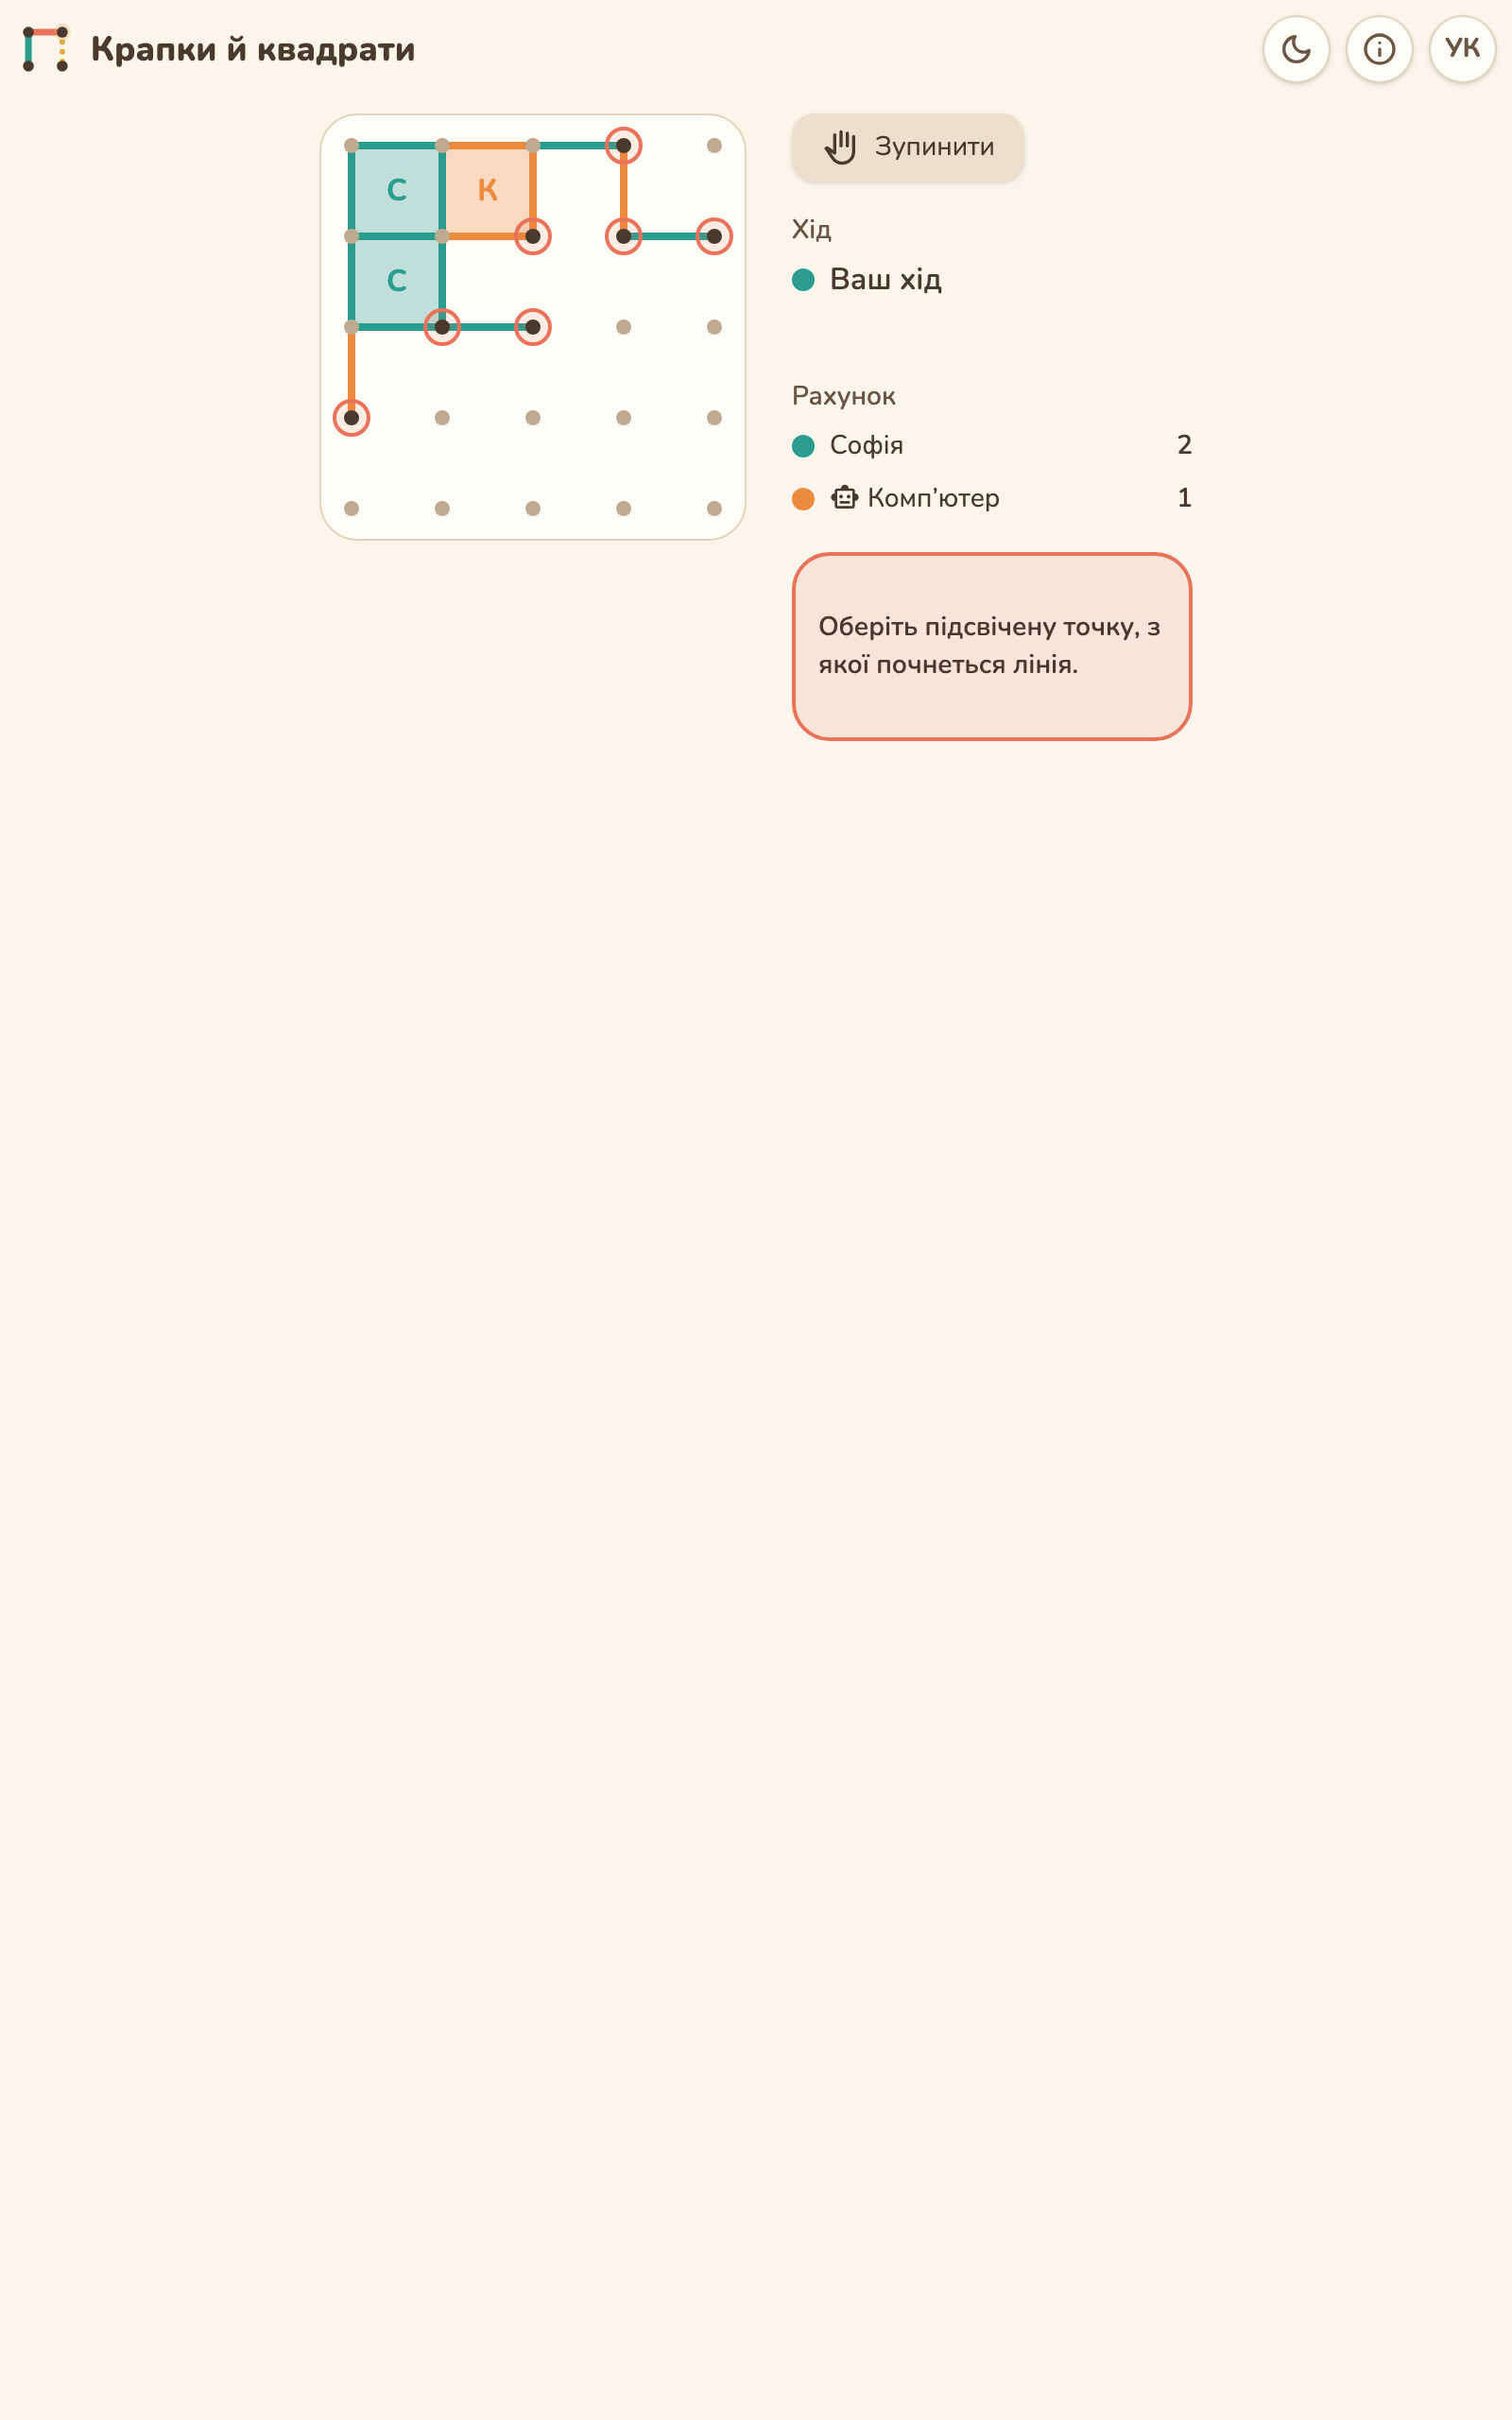 Крапки й квадрати
УК
С К
С
Зупинити
Хід
Ваш хід
Рахунок
Софія 2
Комп’ютер 1
Оберіть підсвічену точку, з
якої почнеться лінія.